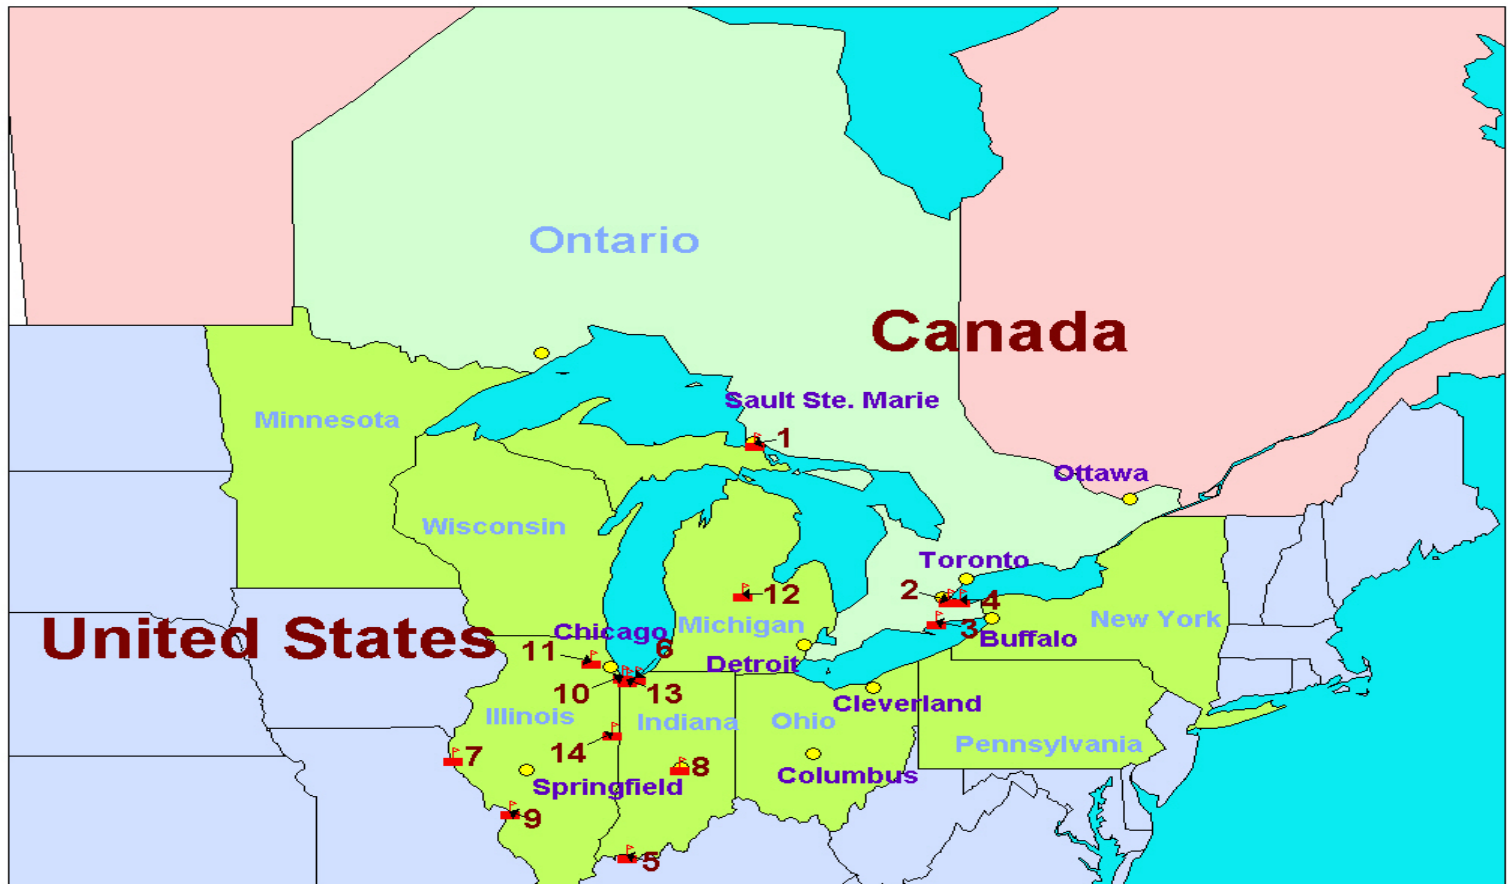 Ontario
Canada
Sault Ste. Marie
Minnesota
1
Ottawa
Wisconsin
Toronto
2
4
12
New York
Michigan
3
United States
Chicago
Buffalo
11
6
Detroit
10
13
Cleverland
Illinois
Indiana
Ohio
14
Pennsylvania
7
8
Columbus
Springfield
9
5